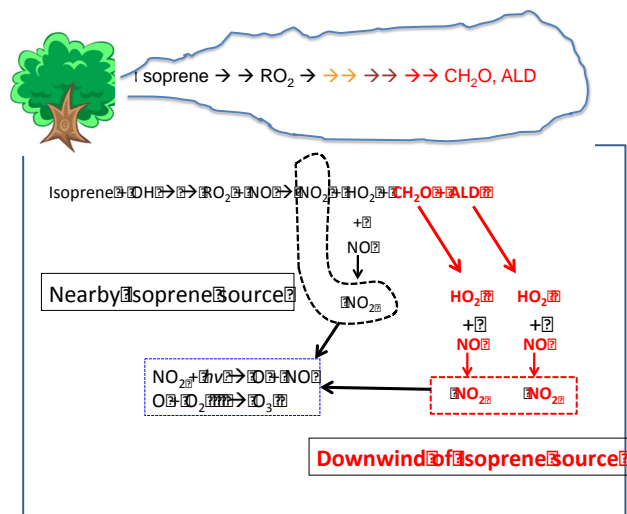 Isoprene → → RO₂ → →→ →→ →→ CH₂O, ALD
Isoprene + OH → → RO₂ + NO → NO₂ + HO₂ + CH₂O + ALD
+
NO
NO₂
Nearby Isoprene source
HO₂ HO₂
+ +
NO NO
NO₂ NO₂
NO₂ + hν → O + NO
O + O₂ → O₃
Downwind of Isoprene source